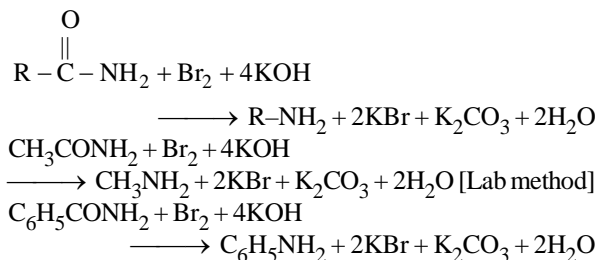 O
||
R – C – NH₂ + Br₂ + 4KOH
⟶ R–NH₂ + 2KBr + K₂CO₃ + 2H₂O
CH₃CONH₂ + Br₂ + 4KOH
⟶ CH₃NH₂ + 2KBr + K₂CO₃ + 2H₂O [Lab method]
C₆H₅CONH₂ + Br₂ + 4KOH
⟶ C₆H₅NH₂ + 2KBr + K₂CO₃ + 2H₂O